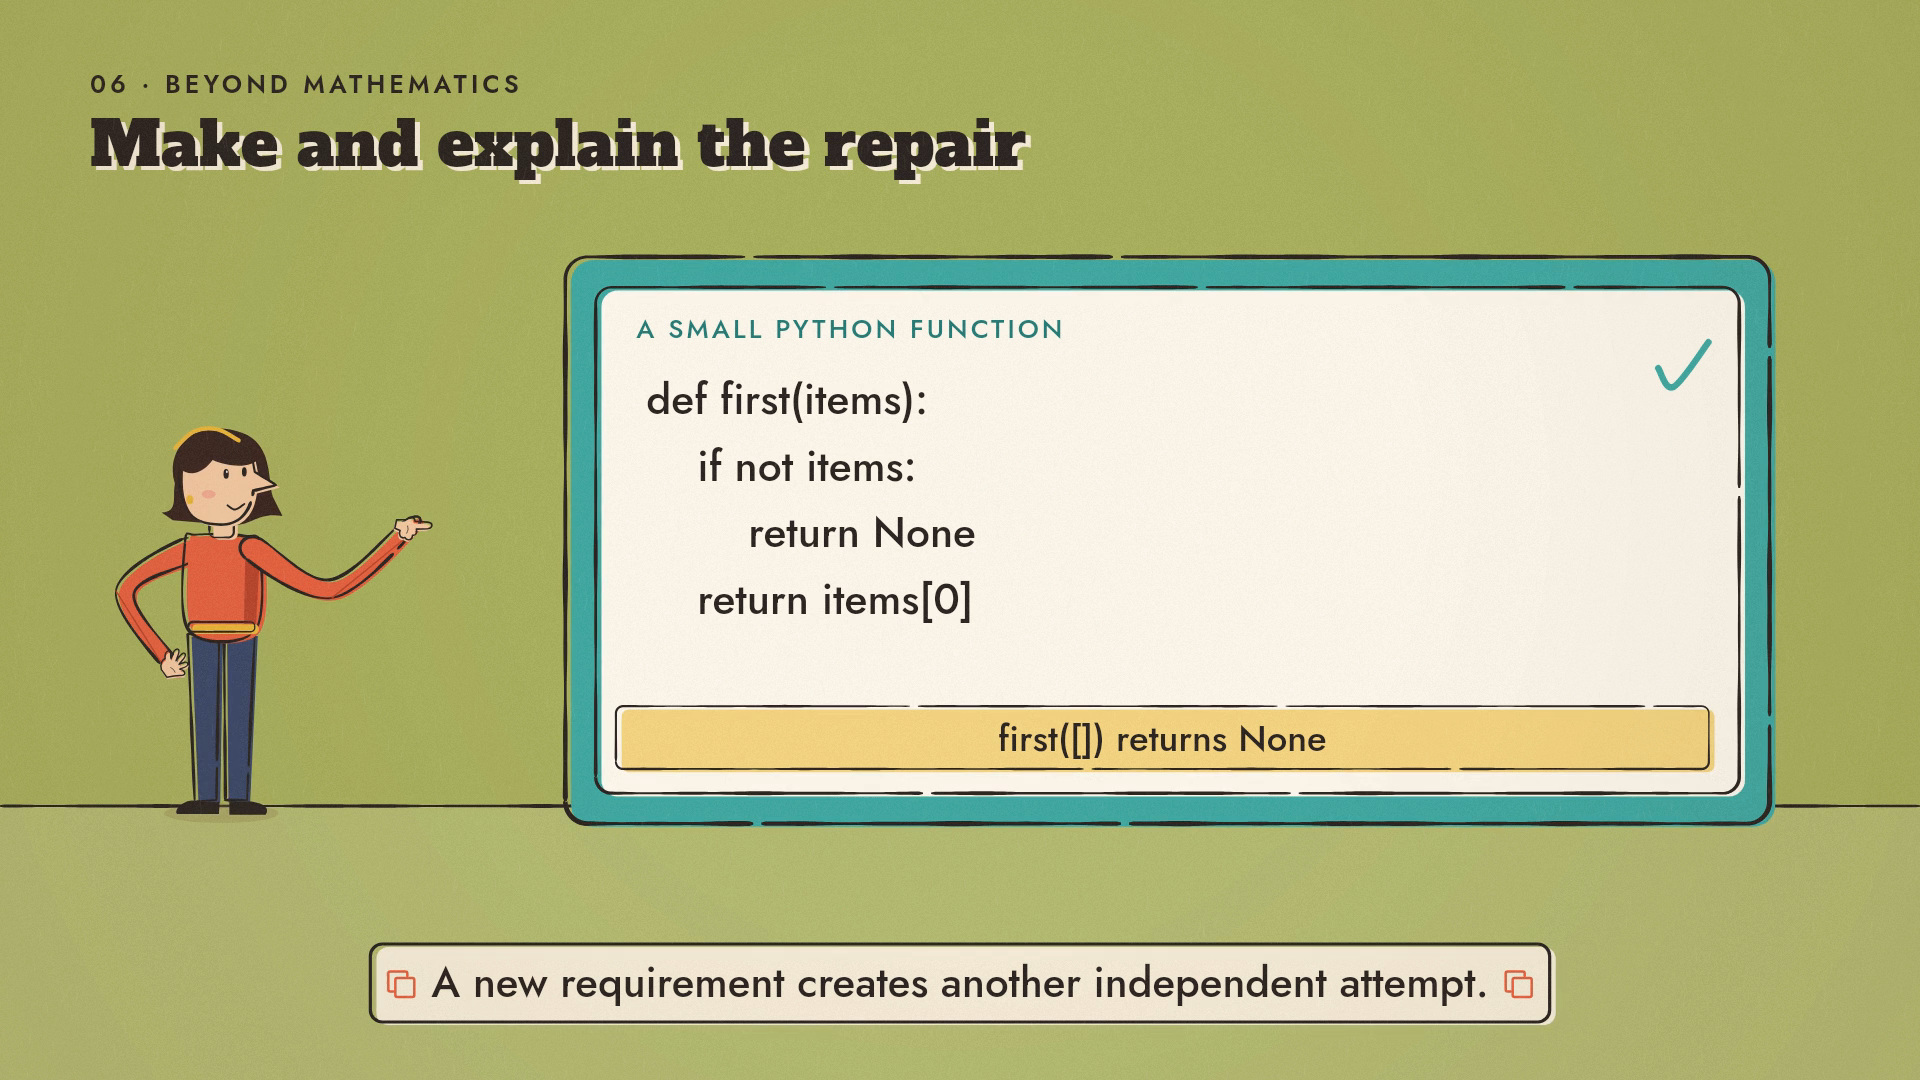 06 · BEYOND MATHEMATICS
Make and explain the repair
A SMALL PYTHON FUNCTION
def first(items):
if not items:
return None
return items[0]
first([]) returns None
A new requirement creates another independent attempt.